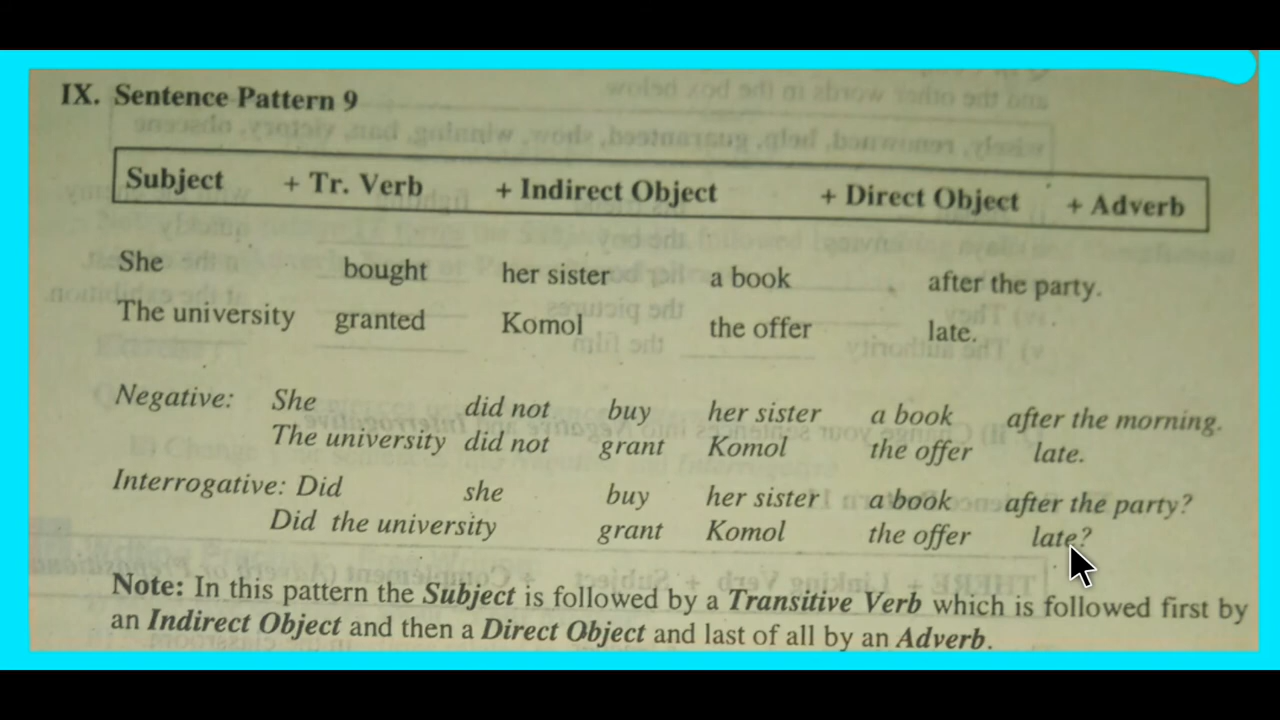 IX. Sentence Pattern 9
Subject + Tr. Verb + Indirect Object + Direct Object + Adverb
She bought her sister a book after the party.
The university granted Komol the offer late.
Negative: She did not buy her sister a book after the morning.
The university did not grant Komol the offer late.
Interrogative: Did she buy her sister a book after the party?
Did the university grant Komol the offer late?
Note: In this pattern the Subject is followed by a Transitive Verb which is followed first by
an Indirect Object and then a Direct Object and last of all by an Adverb.